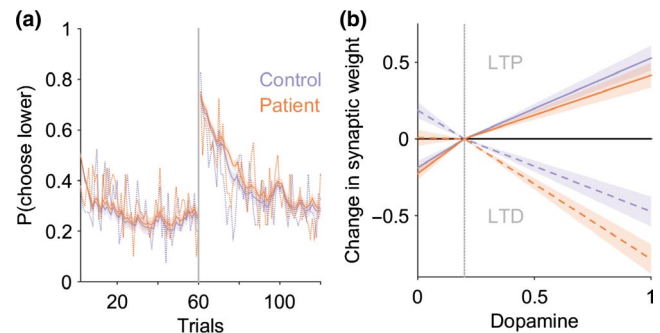 (a)
P(choose lower)
1
0.8
0.6
0.4
0.2
0
20
60
100
Trials
Control
Patient
(b)
Change in synaptic weight
0.5
0
−0.5
LTP
LTD
0
0.5
1
Dopamine